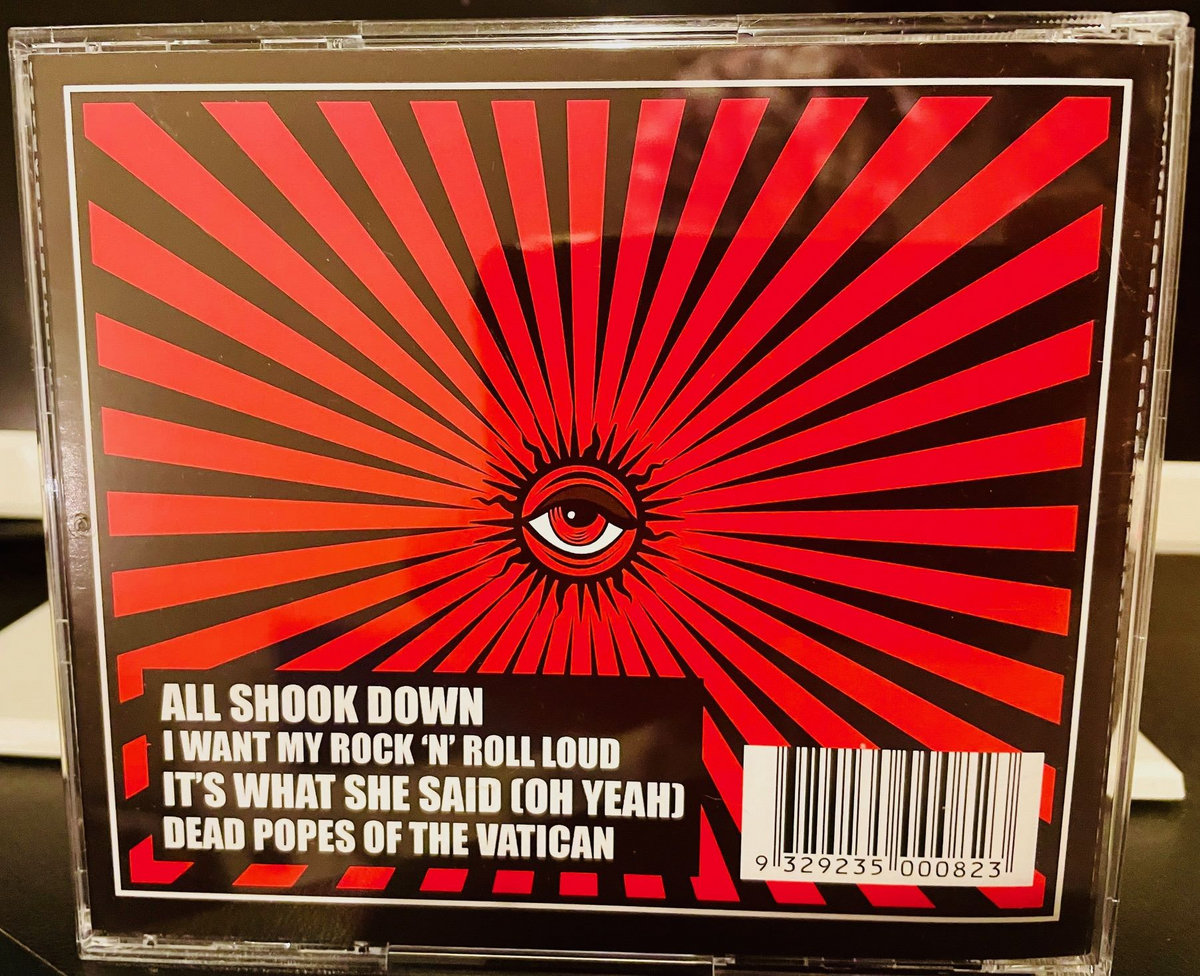 ALL SHOOK DOWN
I WANT MY ROCK ‘N’ ROLL LOUD
IT'S WHAT SHE SAID (OH YEAH)
DEAD POPES OF THE VATICAN
9 329235 000823